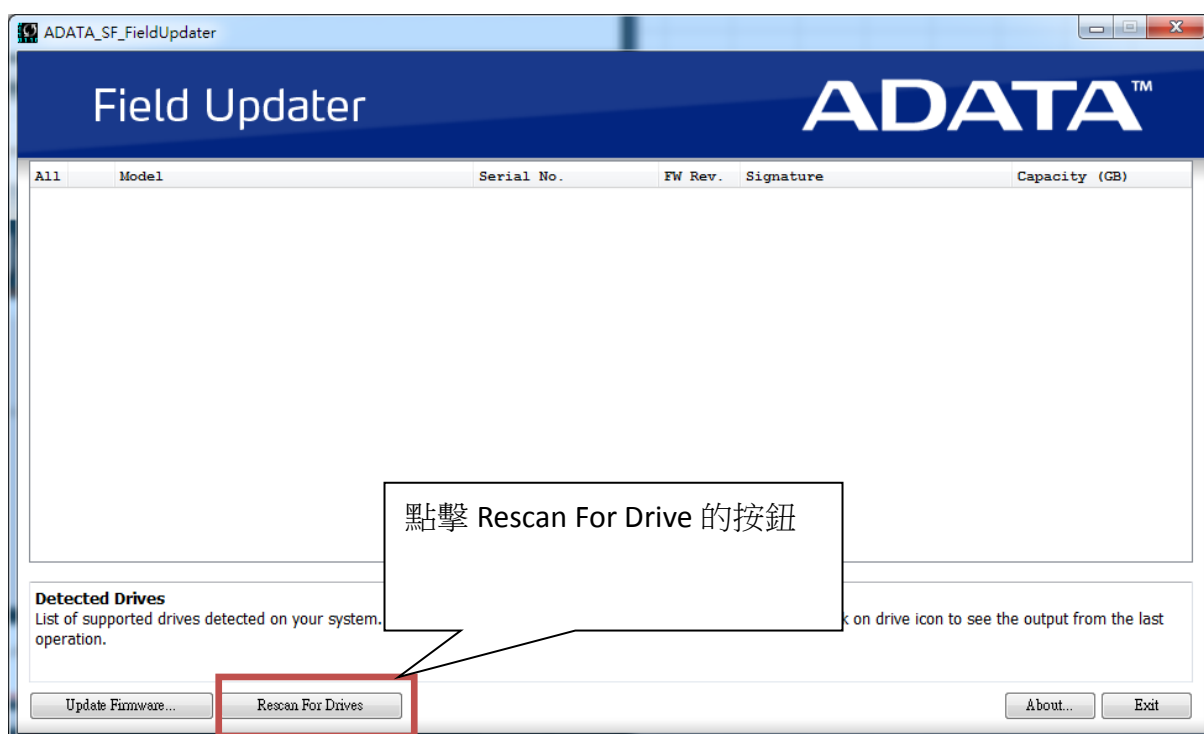 ADATA_SF_FieldUpdater
Field Updater
ADATA™
All Model Serial No. FW Rev. Signature Capacity (GB)
點擊 Rescan For Drive 的按鈕
Detected Drives
List of supported drives detected on your system. on drive icon to see the output from the last
operation.
Update Firmware... Rescan For Drives About... Exit